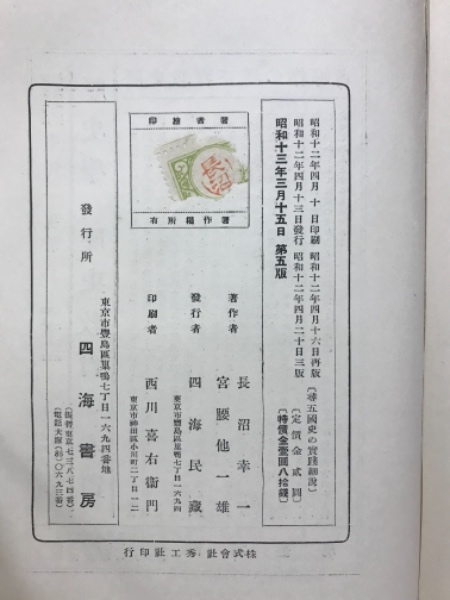 昭和十二年四月 十 日印刷 昭和十二年四月十六日再版
昭和十二年四月十三日發行 昭和十二年四月二十日三版
昭和十三年三月十五日 第五版
〔尋五國史の實踐細說〕
〔定價金貳圓〕
〔特價金壹圓八拾錢〕
著者檢印
長沼
著作權所有
著作者
長沼幸一
宮腰他一雄
發行者
四海民藏
東京市豐島區巢鴨七丁目一六九四
印刷者
西川喜右衞門
東京市神田區小川町二丁目一二
發行所
東京市豐島區巢鴨七丁目一六九四番地
四海書房
株式會社 秀工社印行